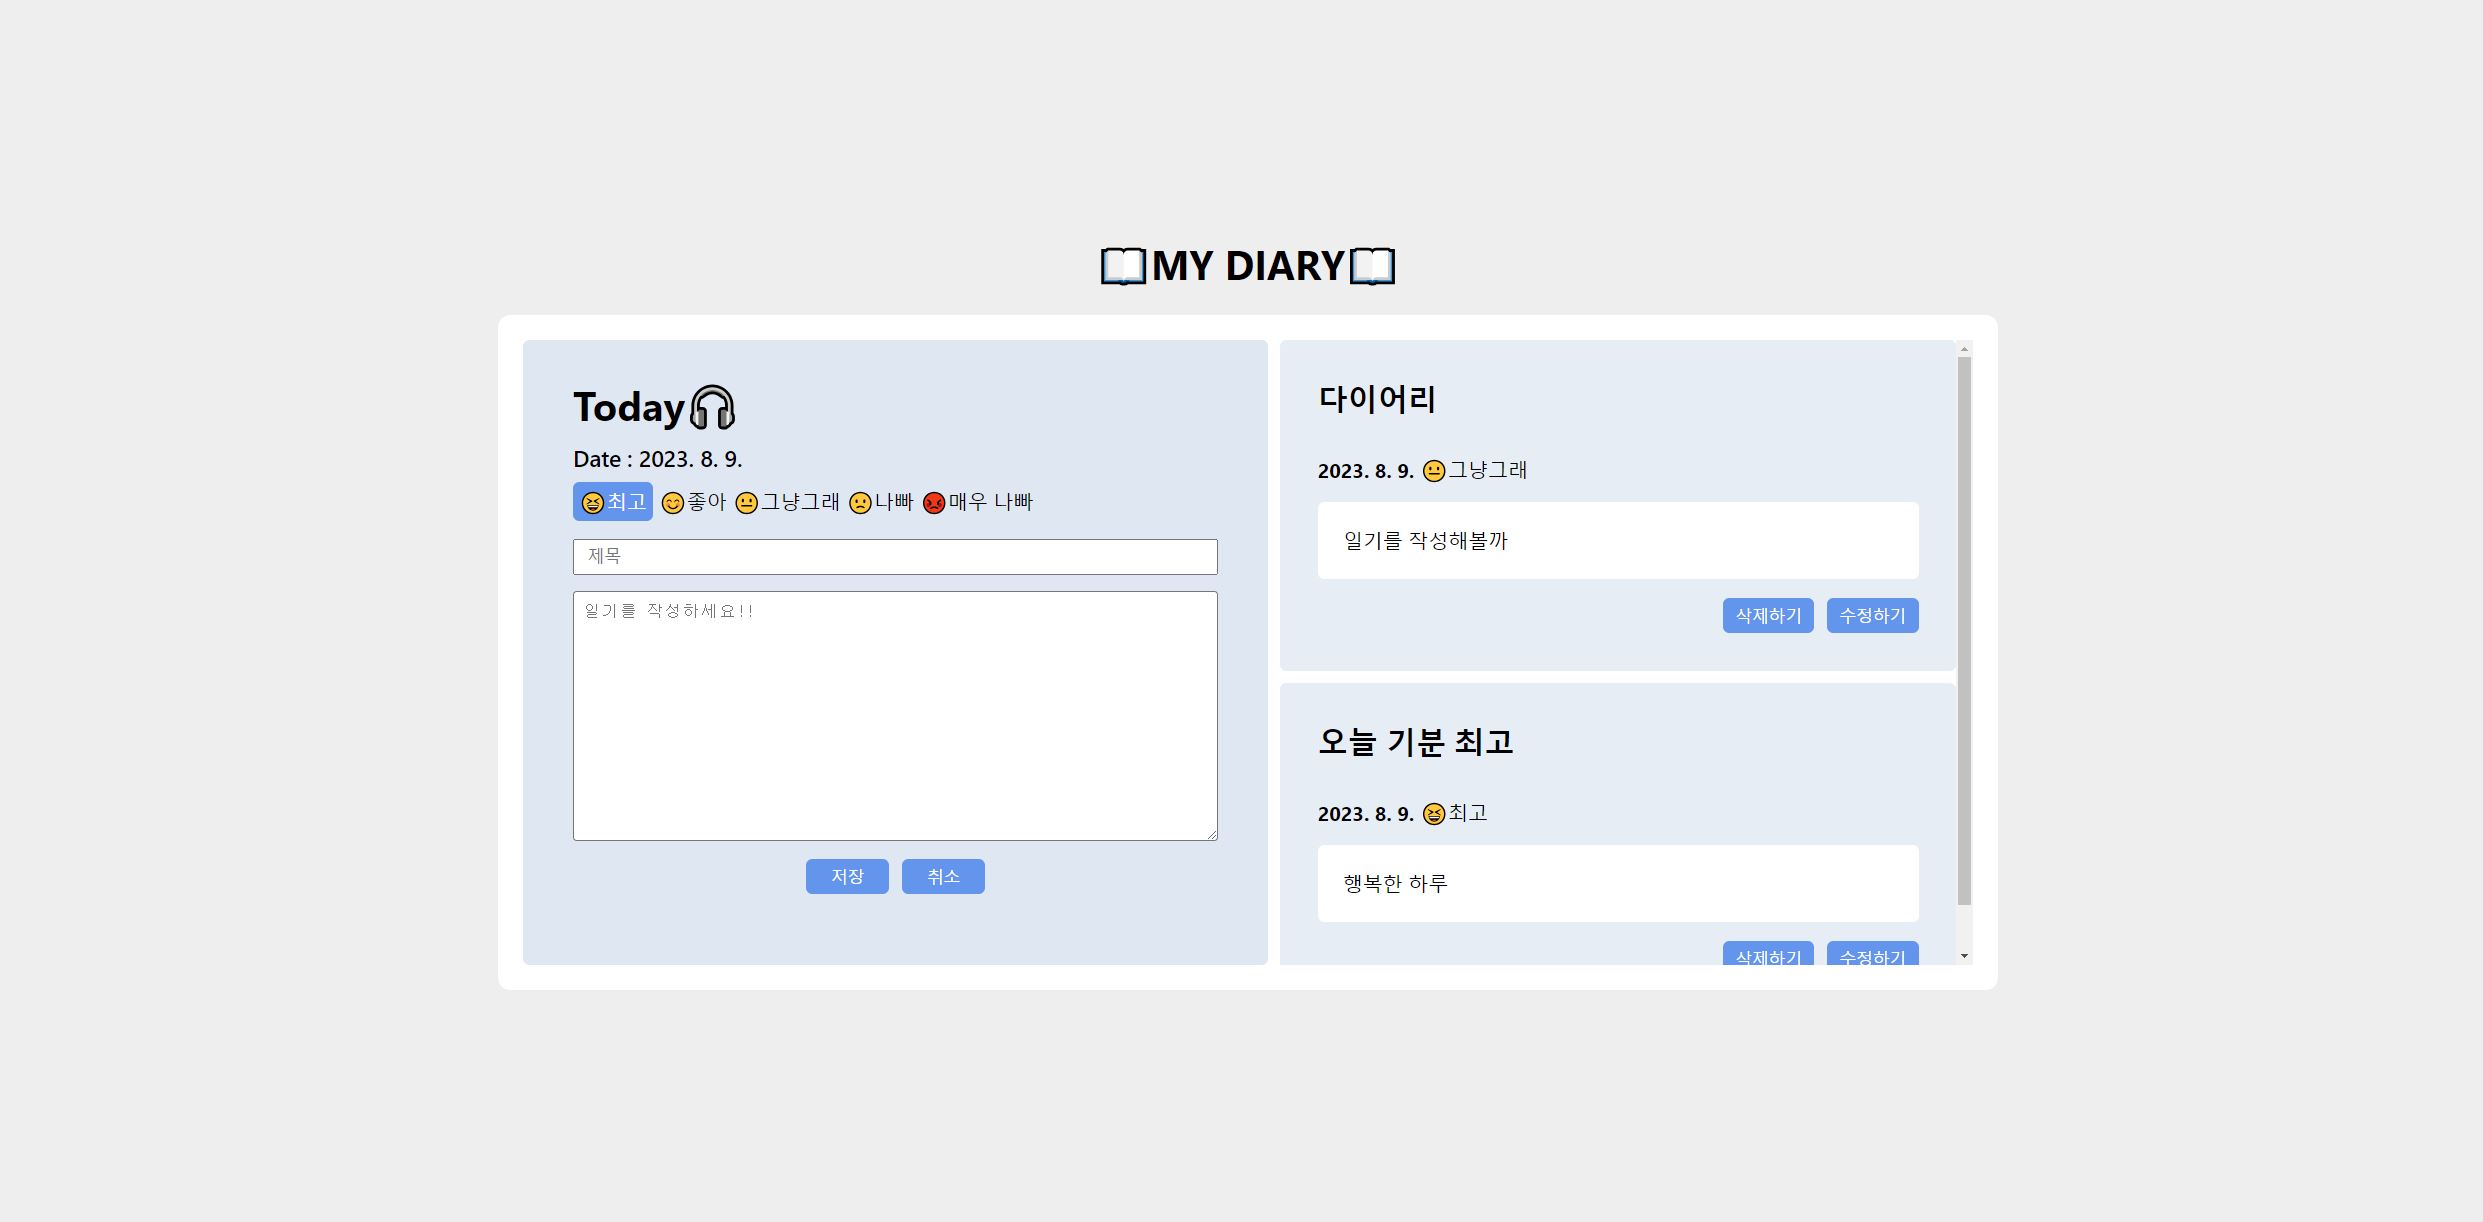 📖MY DIARY📖
Today🎧
Date : 2023. 8. 9.
😆최고 😊좋아 😐그냥그래 🙁나빠 😡매우 나빠
제목
일기를 작성하세요!!
저장 취소
다이어리
2023. 8. 9. 😐그냥그래
일기를 작성해볼까
삭제하기 수정하기
오늘 기분 최고
2023. 8. 9. 😆최고
행복한 하루
삭제하기 수정하기